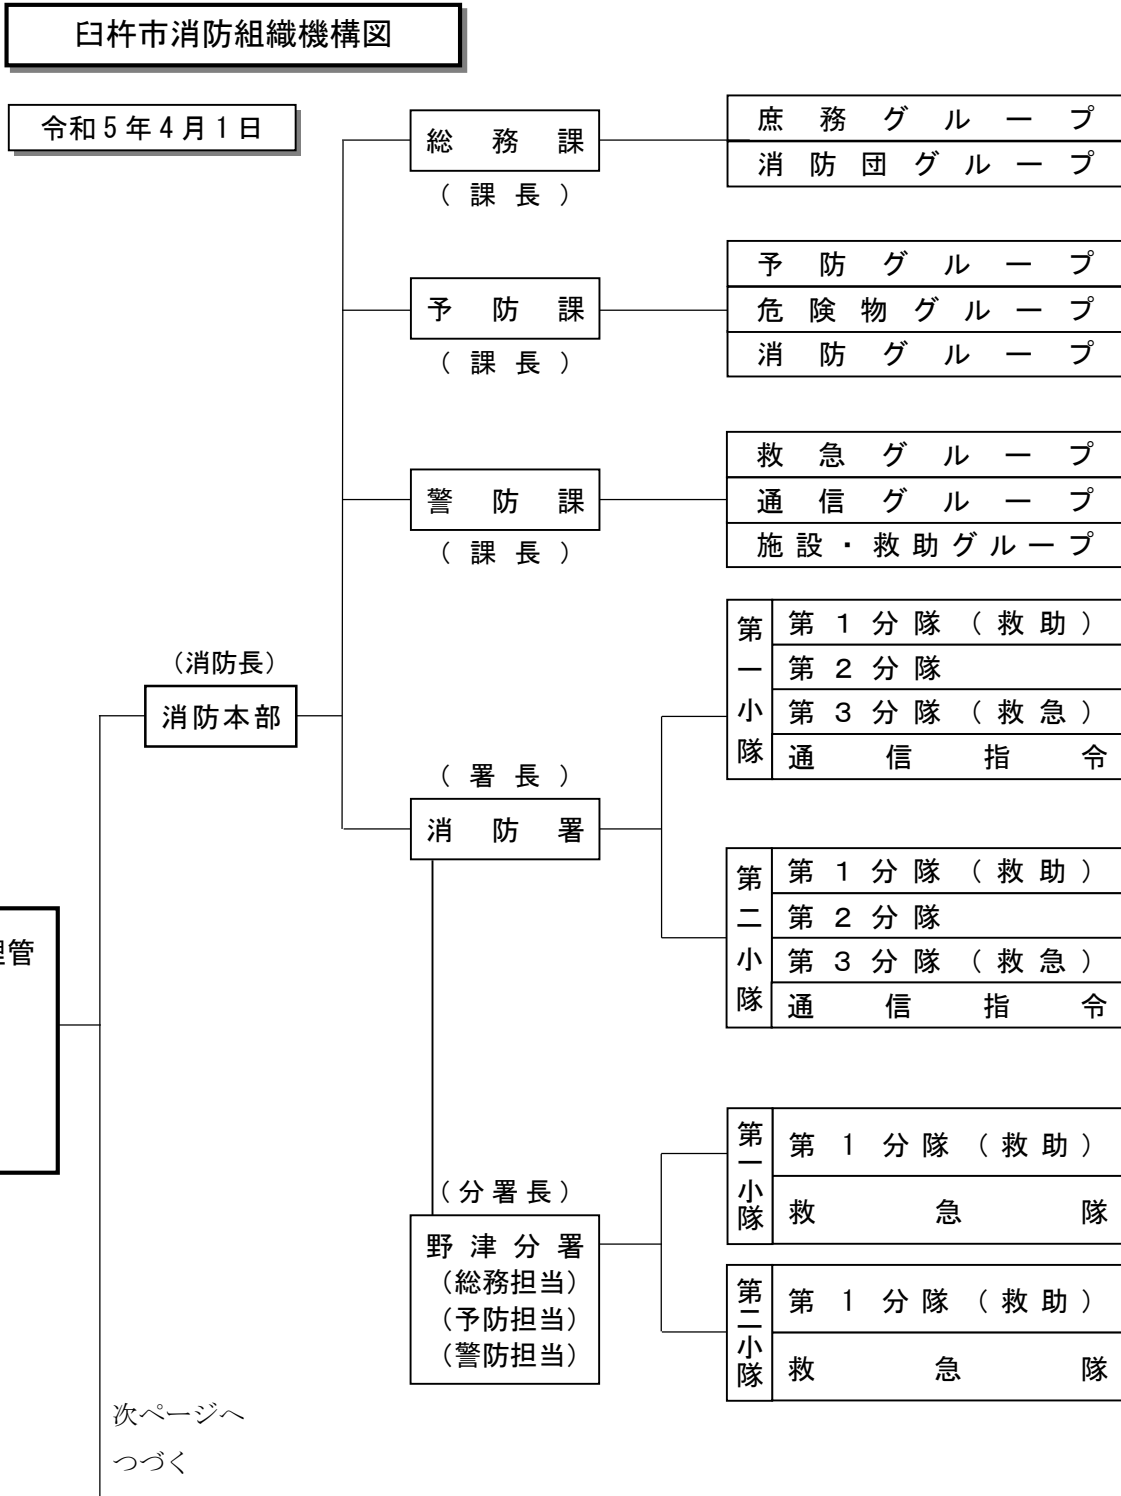 臼杵市消防組織機構図
令和5年4月1日
総務課
(課長)
庶務グループ
消防団グループ
予防課
(課長)
予防グループ
危険物グループ
消防グループ
警防課
(課長)
救急グループ
通信グループ
施設・救助グループ
(消防長)
消防本部
(署長)
消防署
第一小隊
第1分隊(救助)
第2分隊
第3分隊(救急)
通信指令
第二小隊
第1分隊(救助)
第2分隊
第3分隊(救急)
通信指令
管
(分署長)
野津分署
(総務担当)
(予防担当)
(警防担当)
第一小隊
第1分隊(救助)
救急隊
第二小隊
第1分隊(救助)
救急隊
次ページへ
つづく